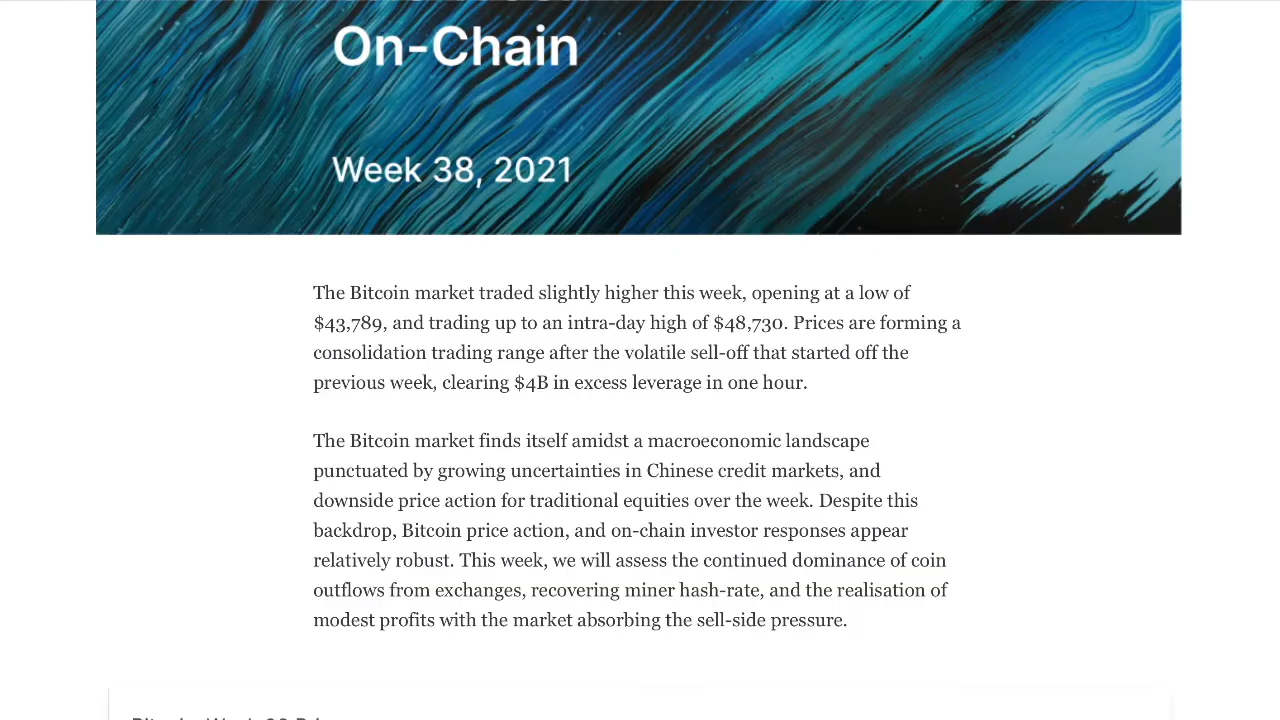 On-Chain
Week 38, 2021
The Bitcoin market traded slightly higher this week, opening at a low of
$43,789, and trading up to an intra-day high of $48,730. Prices are forming a
consolidation trading range after the volatile sell-off that started off the
previous week, clearing $4B in excess leverage in one hour.
The Bitcoin market finds itself amidst a macroeconomic landscape
punctuated by growing uncertainties in Chinese credit markets, and
downside price action for traditional equities over the week. Despite this
backdrop, Bitcoin price action, and on-chain investor responses appear
relatively robust. This week, we will assess the continued dominance of coin
outflows from exchanges, recovering miner hash-rate, and the realisation of
modest profits with the market absorbing the sell-side pressure.